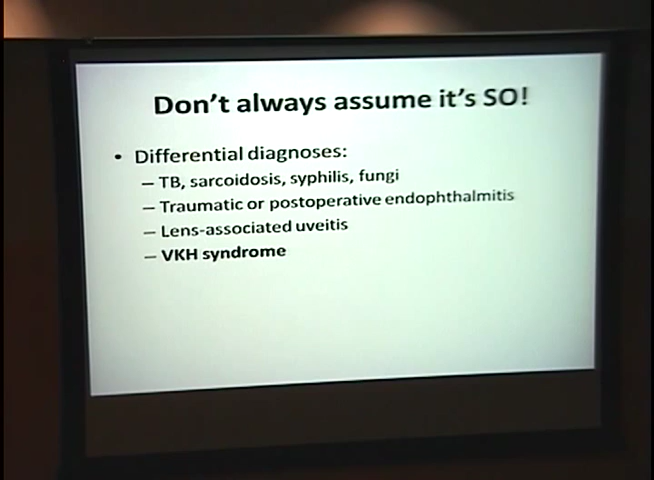 Don't always assume it's SO!
• Differential diagnoses:
– TB, sarcoidosis, syphilis, fungi
– Traumatic or postoperative endophthalmitis
– Lens-associated uveitis
– VKH syndrome